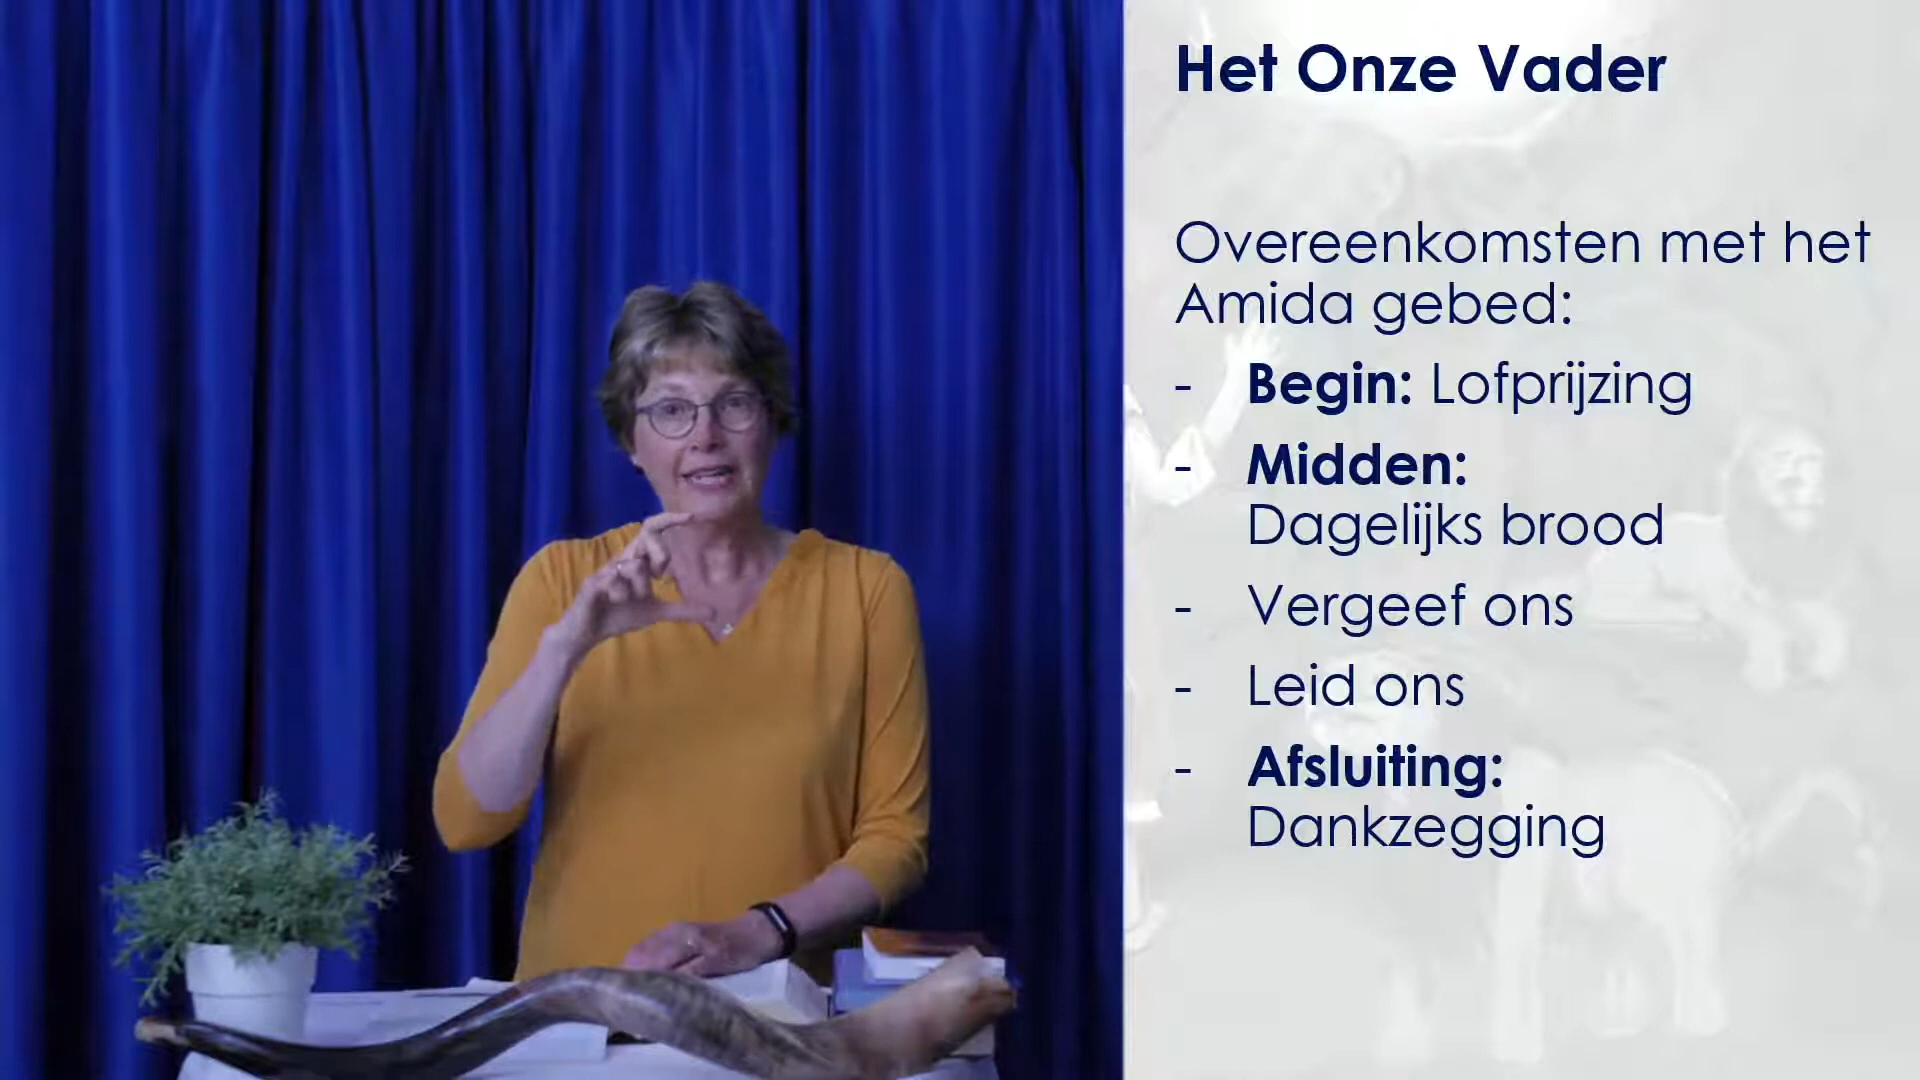 Het Onze Vader
Overeenkomsten met het
Amida gebed:
- Begin: Lofprijzing
- Midden:
Dagelijks brood
- Vergeef ons
- Leid ons
- Afsluiting:
Dankzegging